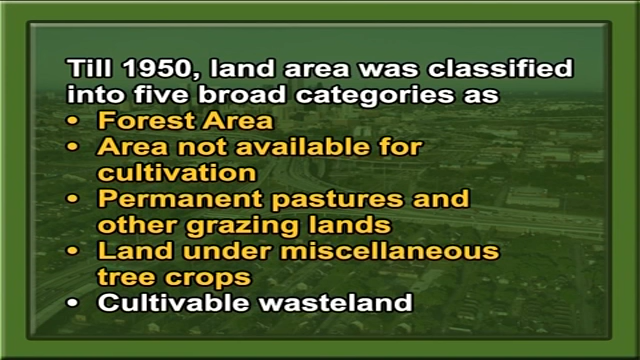 Till 1950, land area was classified
into five broad categories as
• Forest Area
• Area not available for
cultivation
• Permanent pastures and
other grazing lands
• Land under miscellaneous
tree crops
• Cultivable wasteland